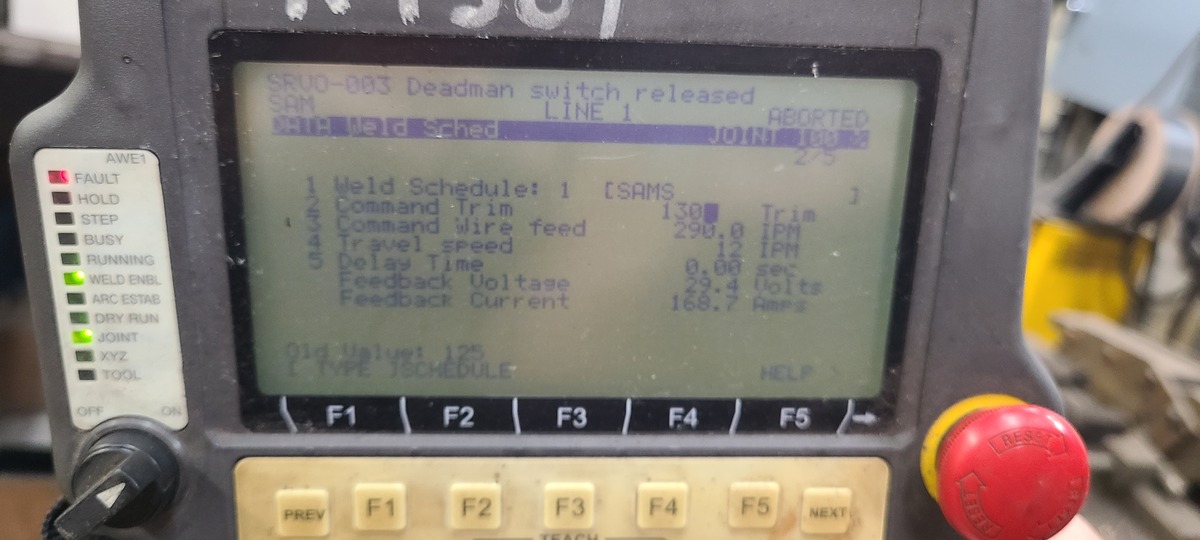 SRVO-003 Deadman switch released
SAM LINE 1 ABORTED
DATA Weld Sched JOINT 100 %
2/5
1 Weld Schedule: 1 [SAMS ]
2 Command Trim 130 Trim
3 Command Wire feed 290.0 IPM
4 Travel speed 12 IPM
5 Delay Time 0.00 sec
Feedback Voltage 29.4 Volts
Feedback Current 168.7 Amps
Old Value: 125
[ TYPE ]SCHEDULE HELP
F1 F2 F3 F4 F5
AWE1
FAULT
HOLD
STEP
BUSY
RUNNING
WELD ENBL
ARC ESTAB
DRY RUN
JOINT
XYZ
TOOL
OFF ON
PREV F1 F2 F3 F4 F5 NEXT
TEACH
RESET
RESET